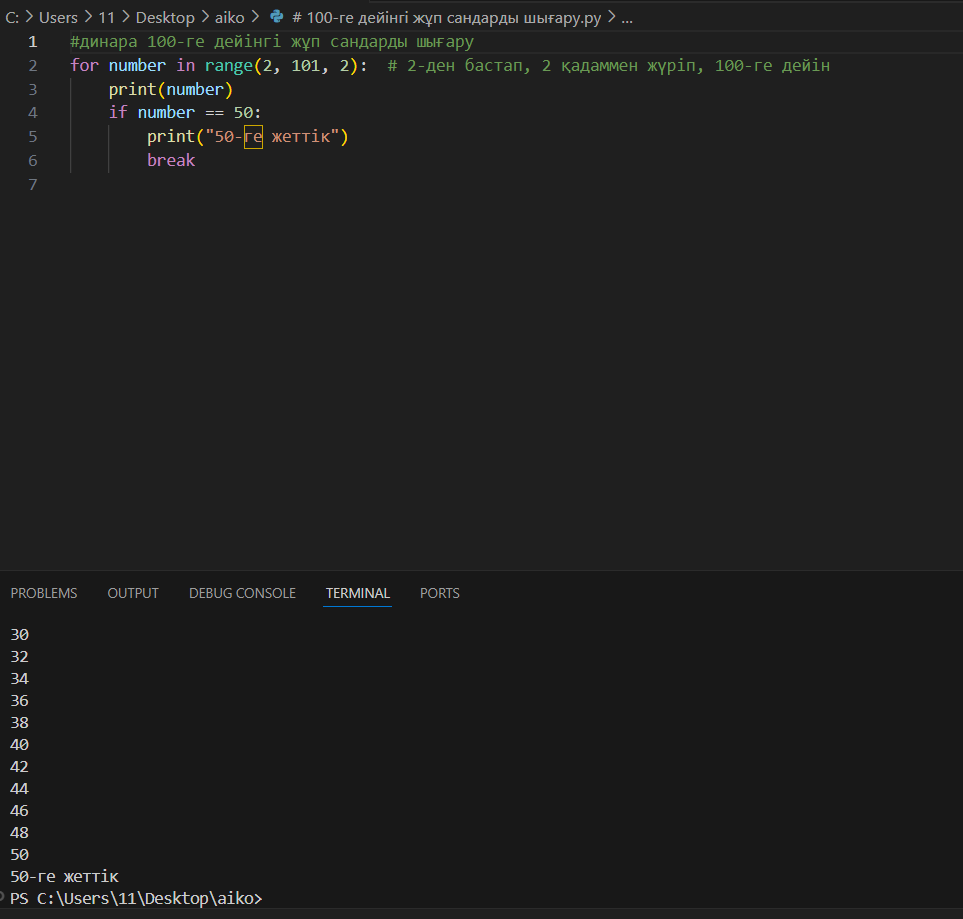 C: > Users > 11 > Desktop > aiko > # 100-ге дейінгі жұп сандарды шығару.py > ...
1 #динара 100-ге дейінгі жұп сандарды шығару
2 for number in range(2, 101, 2):  # 2-ден бастап, 2 қадаммен жүріп, 100-ге дейін
3     print(number)
4     if number == 50:
5         print("50-ге жеттік")
6         break
7
PROBLEMS OUTPUT DEBUG CONSOLE TERMINAL PORTS
30
32
34
36
38
40
42
44
46
48
50
50-ге жеттік
PS C:\Users\11\Desktop\aiko>